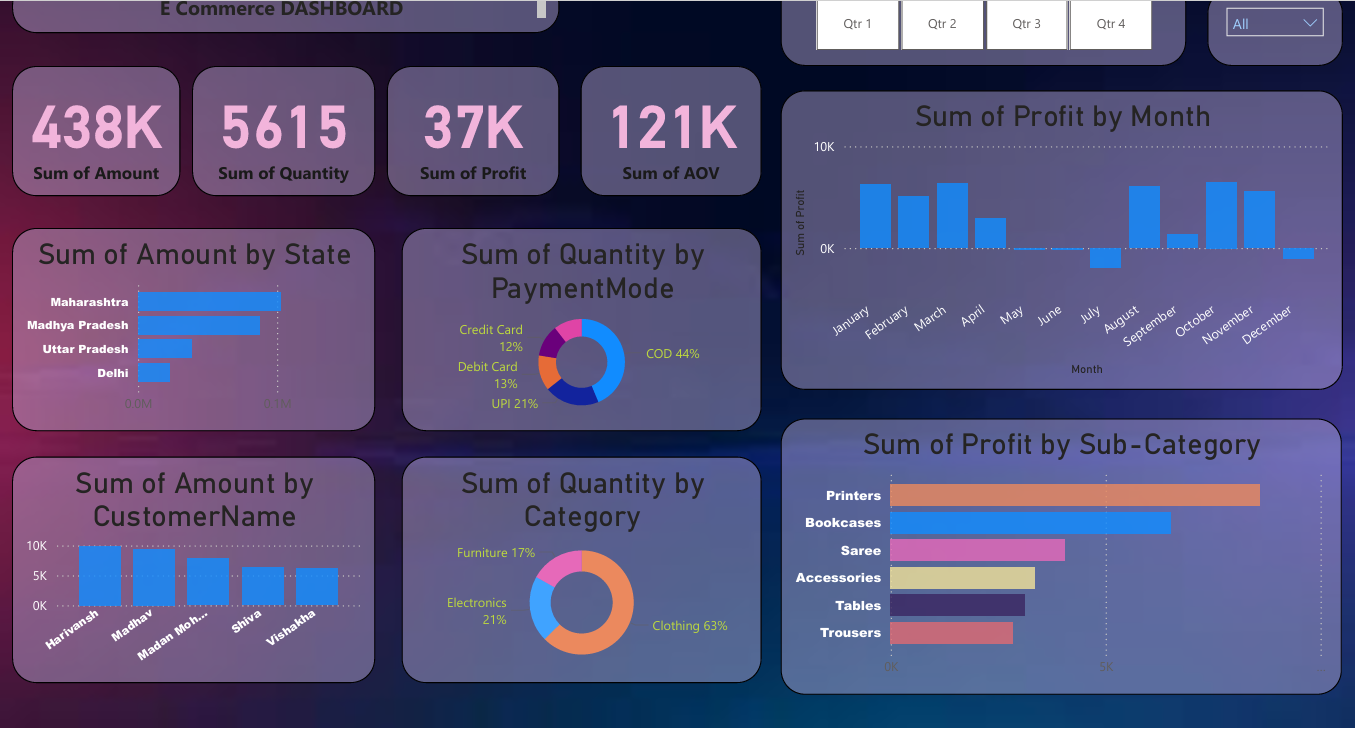 E Commerce DASHBOARD
Qtr 1
Qtr 2
Qtr 3
Qtr 4
All
438K
Sum of Amount
5615
Sum of Quantity
37K
Sum of Profit
121K
Sum of AOV
Sum of Profit by Month
10K
0K
Sum of Profit
January
February
March
April
May
June
July
August
September
October
November
December
Month
Sum of Amount by State
Maharashtra
Madhya Pradesh
Uttar Pradesh
Delhi
0.0M
0.1M
Sum of Quantity by
PaymentMode
Credit Card
12%
Debit Card
13%
UPI 21%
COD 44%
Sum of Amount by
CustomerName
10K
5K
0K
Harivansh
Madhav
Madan Moh...
Shiva
Vishakha
Sum of Quantity by
Category
Furniture 17%
Electronics
21%
Clothing 63%
Sum of Profit by Sub-Category
Printers
Bookcases
Saree
Accessories
Tables
Trousers
0K
5K
...